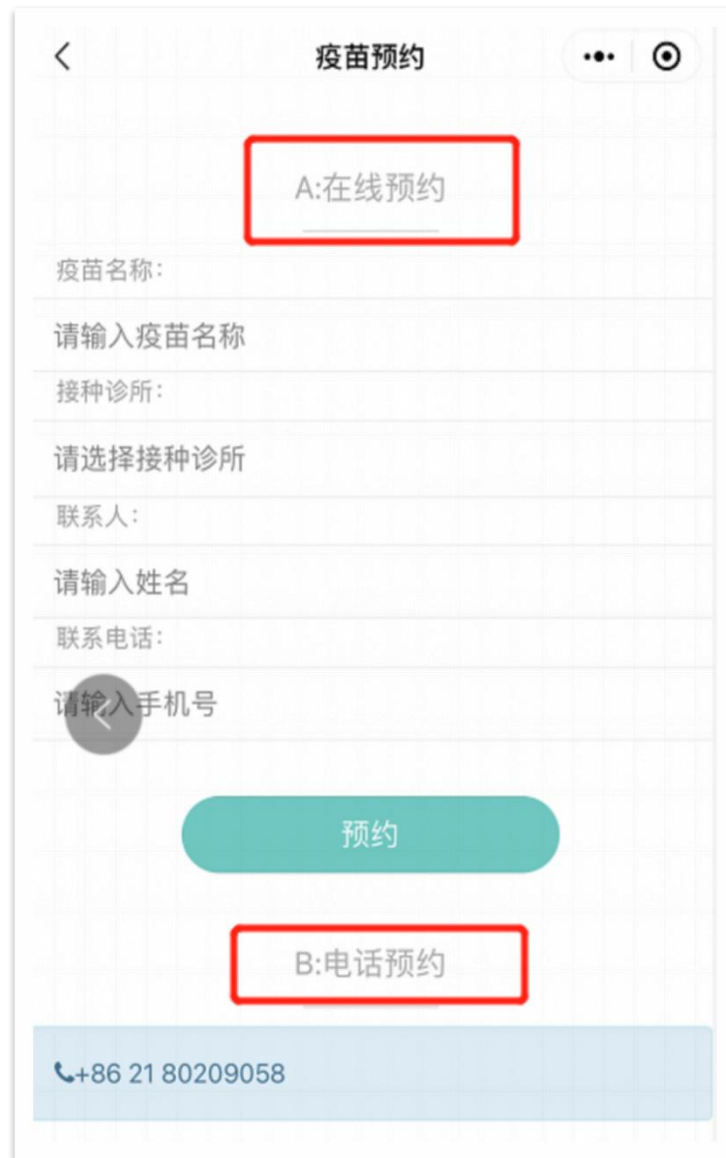 疫苗预约
A:在线预约
疫苗名称:
请输入疫苗名称
接种诊所:
请选择接种诊所
联系人:
请输入姓名
联系电话:
请输入手机号
预约
B:电话预约
+86 21 80209058